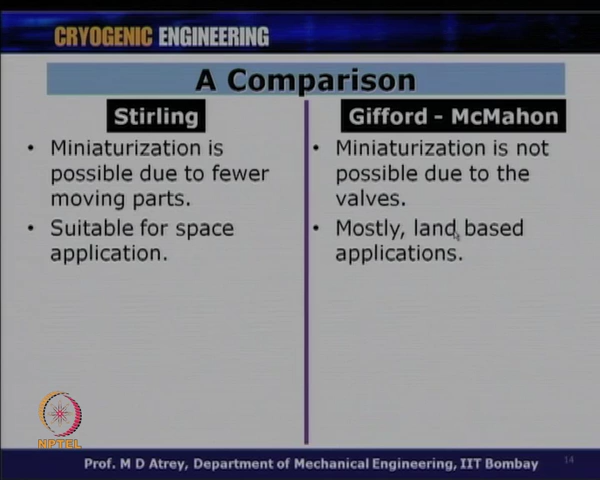 CRYOGENIC ENGINEERING
A Comparison
Stirling
• Miniaturization is
possible due to fewer
moving parts.
• Suitable for space
application.
Gifford - McMahon
• Miniaturization is not
possible due to the
valves.
• Mostly, land based
applications.
NPTEL
Prof. M D Atrey, Department of Mechanical Engineering, IIT Bombay
14